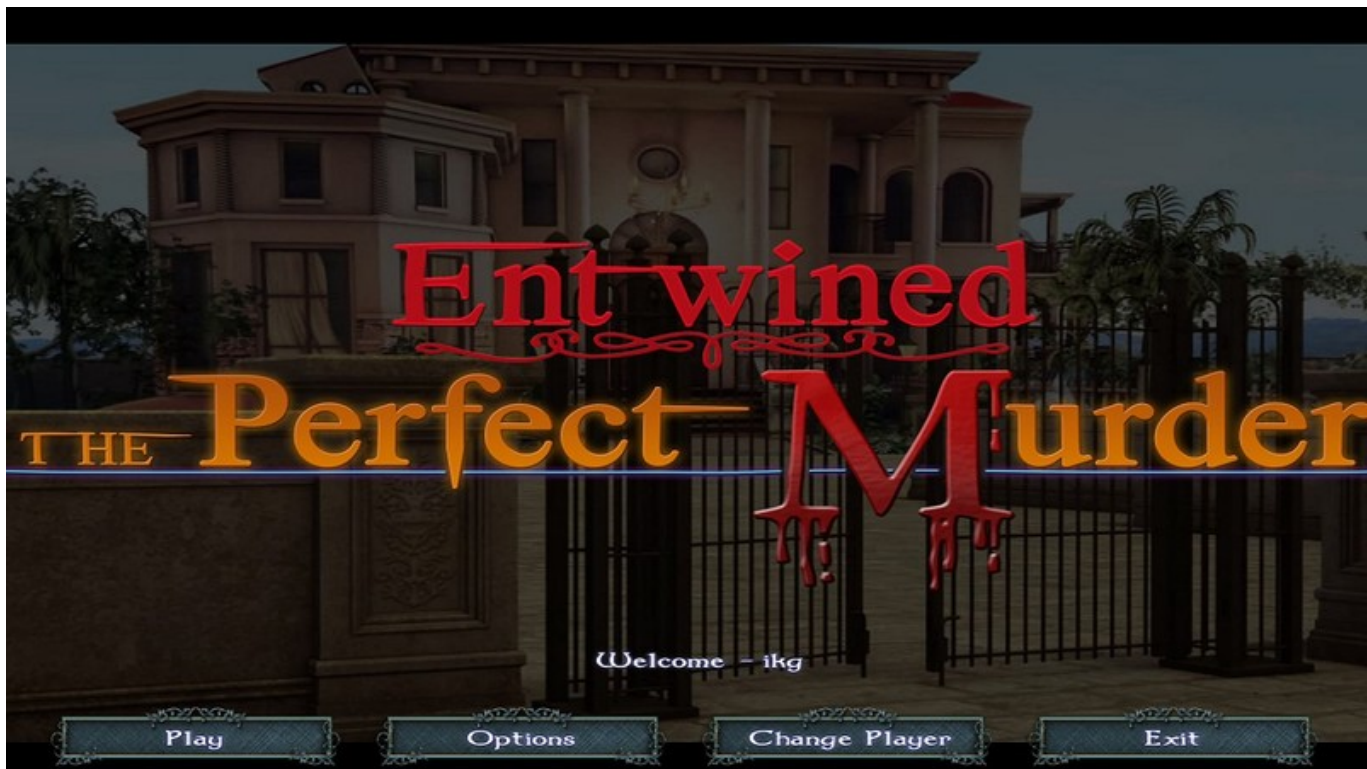 Entwined
THE Perfect Murder
Welcome - ikg
Play
Options
Change Player
Exit